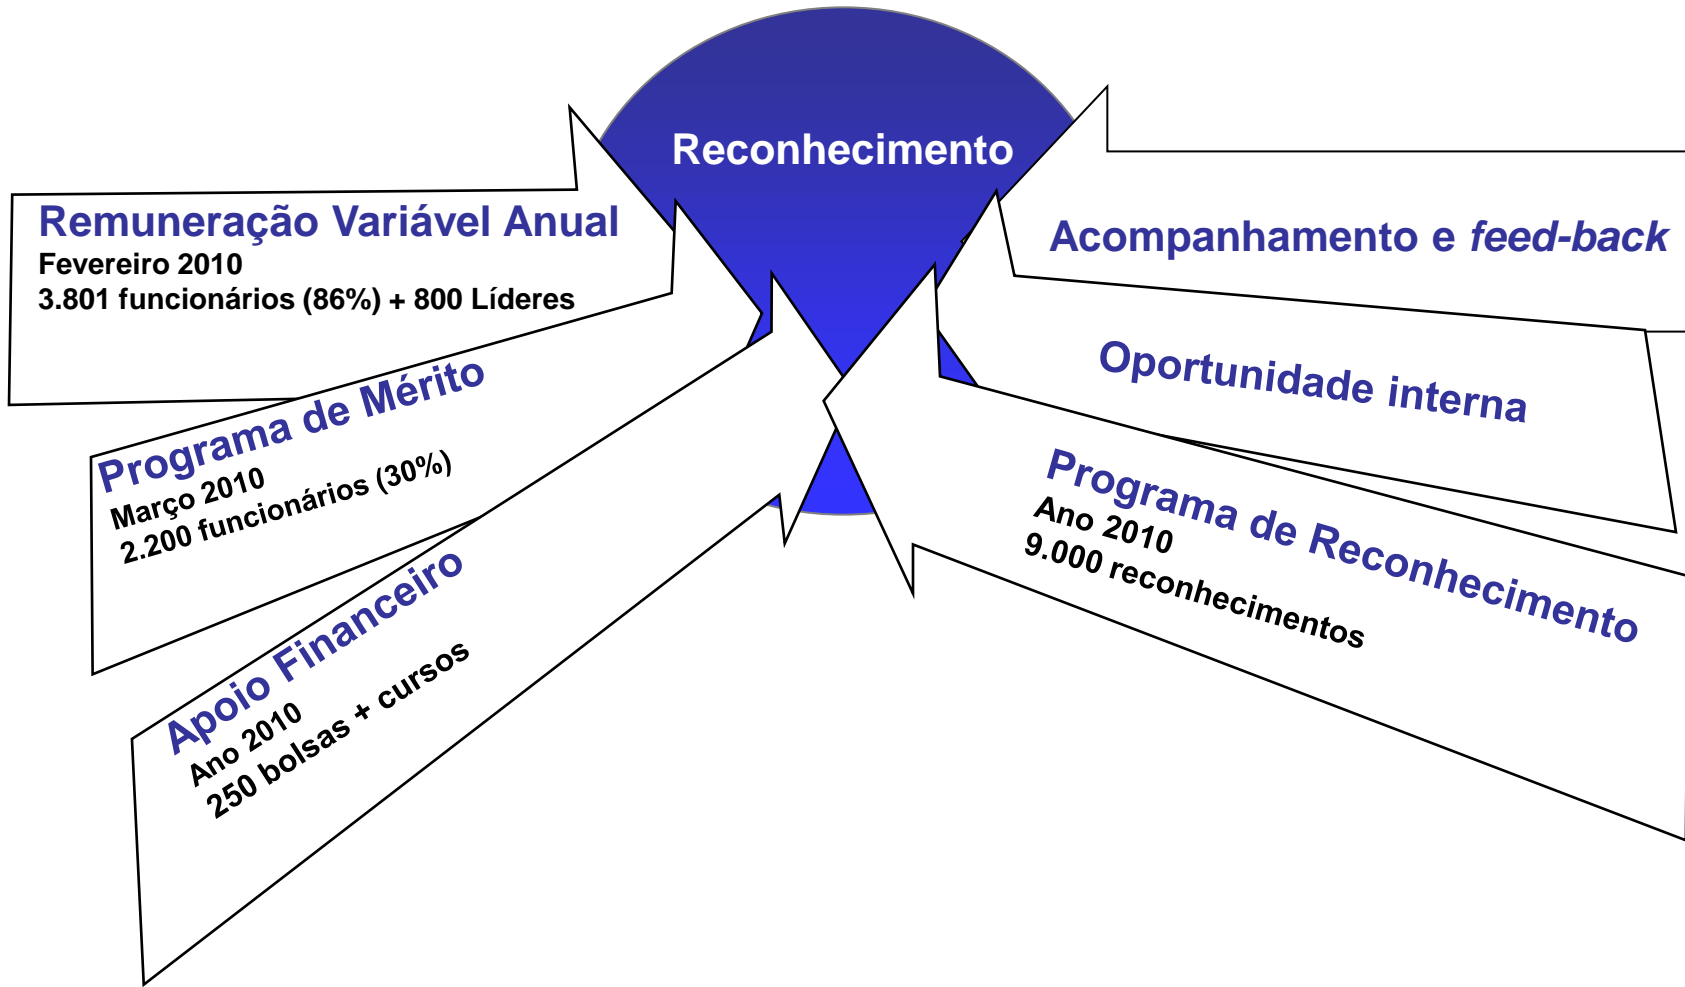 Reconhecimento
Remuneração Variável Anual
Fevereiro 2010
3.801 funcionários (86%) + 800 Líderes
Programa de Mérito
Março 2010
2.200 funcionários (30%)
Apoio Financeiro
Ano 2010
250 bolsas + cursos
Acompanhamento e feed-back
Oportunidade interna
Programa de Reconhecimento
Ano 2010
9.000 reconhecimentos